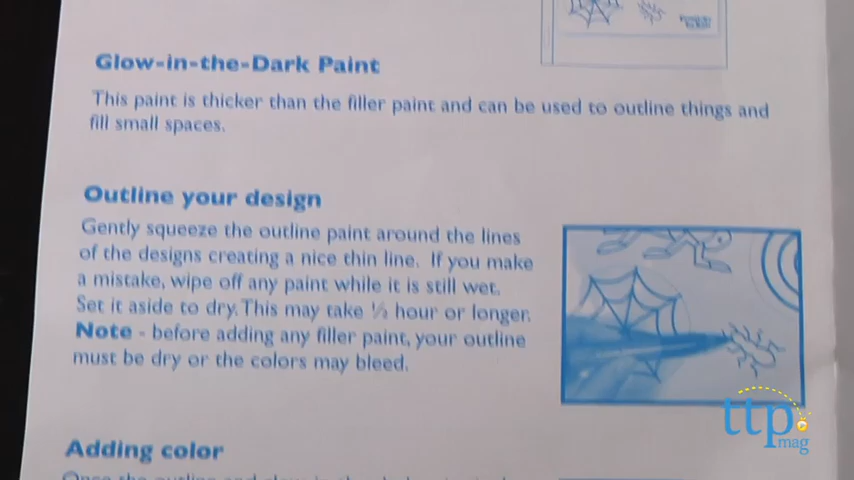 Glow-in-the-Dark Paint
This paint is thicker than the filler paint and can be used to outline things and
fill small spaces.
Outline your design
Gently squeeze the outline paint around the lines
of the designs creating a nice thin line. If you make
a mistake, wipe off any paint while it is still wet.
Set it aside to dry. This may take ½ hour or longer.
Note - before adding any filler paint, your outline
must be dry or the colors may bleed.
ttp
mag
Adding color